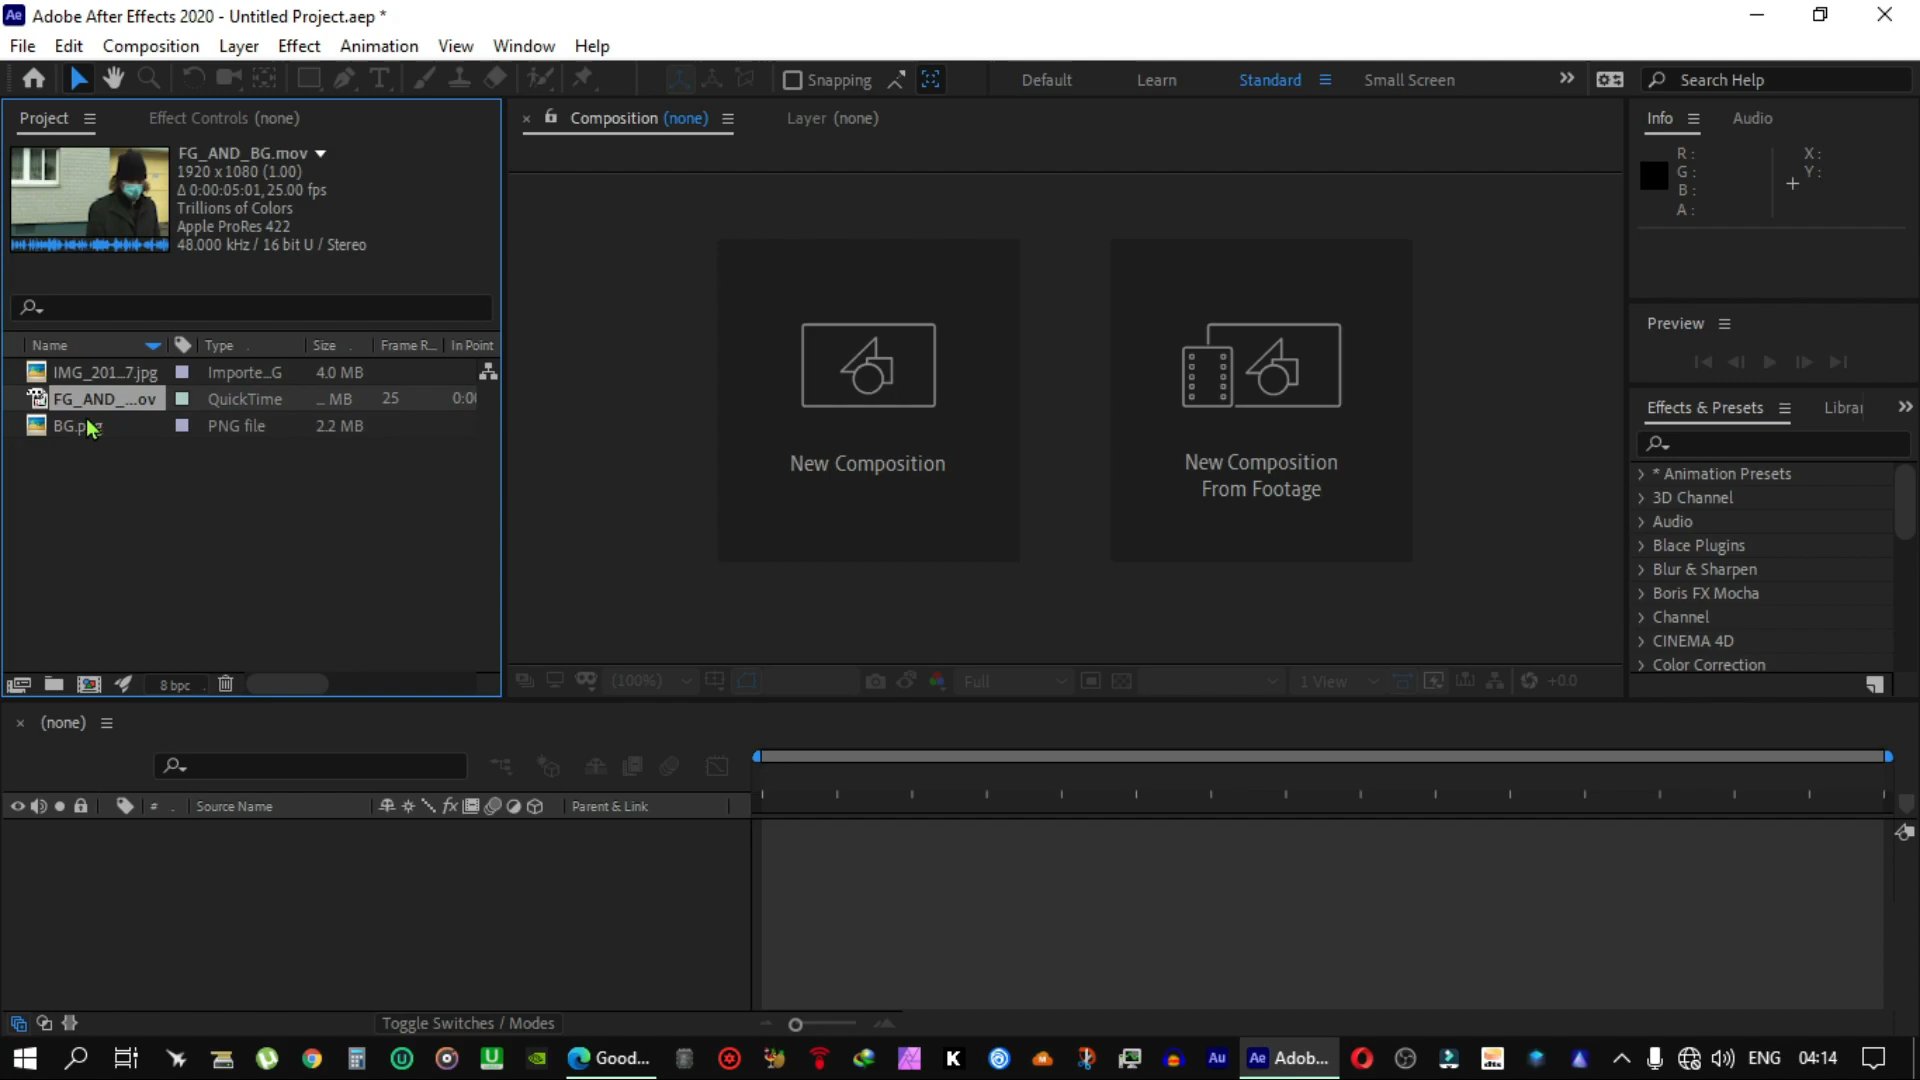 Ae Adobe After Effects 2020 - Untitled Project.aep *
File Edit Composition Layer Effect Animation View Window Help
Snapping Default Learn Standard Small Screen Search Help
Project Effect Controls (none)
FG_AND_BG.mov
1920 x 1080 (1.00)
Δ 0:00:05:01, 25.00 fps
Trillions of Colors
Apple ProRes 422
48.000 kHz / 16 bit U / Stereo
Name Type Size Frame R... In Point
IMG_201...7.jpg Importe...G 4.0 MB
FG_AND_...ov QuickTime ... MB 25 0:00
BG.png PNG file 2.2 MB
8 bpc
Composition (none) Layer (none)
New Composition
New Composition
From Footage
(100%) Full 1 View +0.0
Info Audio
R: X:
G: Y:
B:
A:
Preview
Effects & Presets Librar
* Animation Presets
3D Channel
Audio
Blace Plugins
Blur & Sharpen
Boris FX Mocha
Channel
CINEMA 4D
Color Correction
(none)
# Source Name fx Parent & Link
Toggle Switches / Modes
Good... K Au Ae Adob... dts ENG 04:14